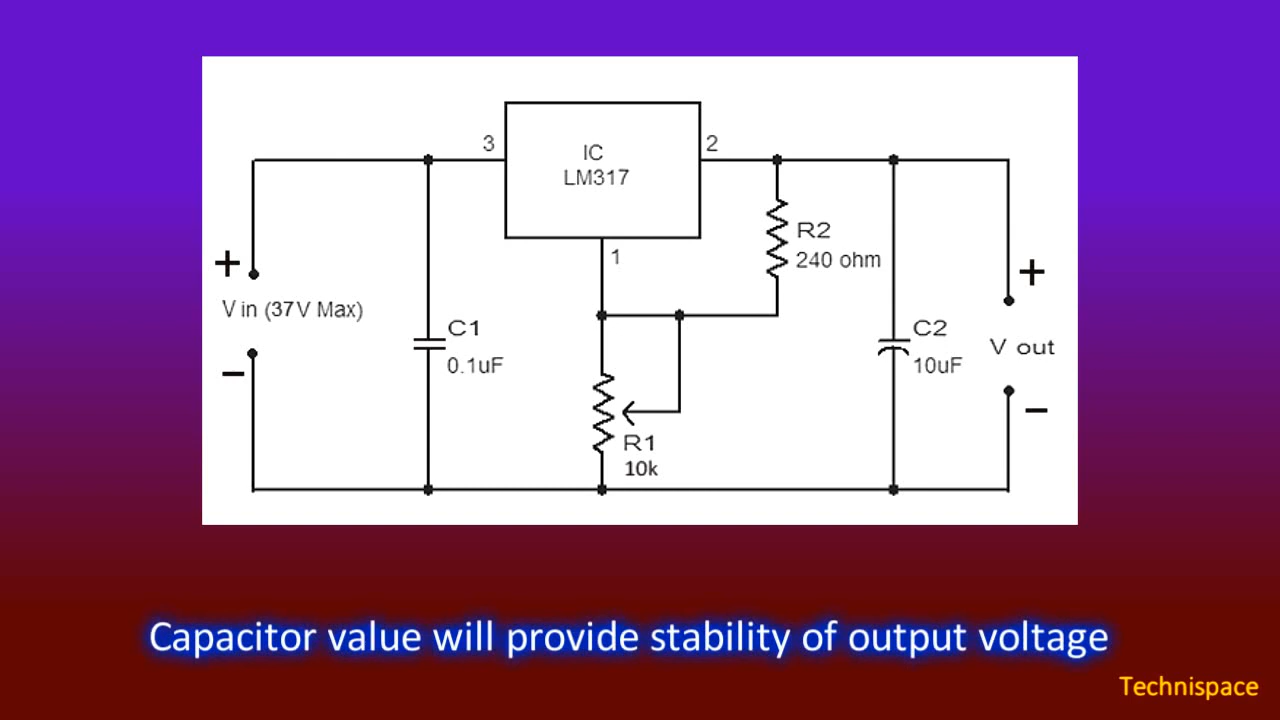 3
IC
LM317
2
1
R2
240 ohm
+
+
V in (37V Max)
C1
0.1uF
C2
10uF
V out
−
−
R1
10k
Capacitor value will provide stability of output voltage
Technispace